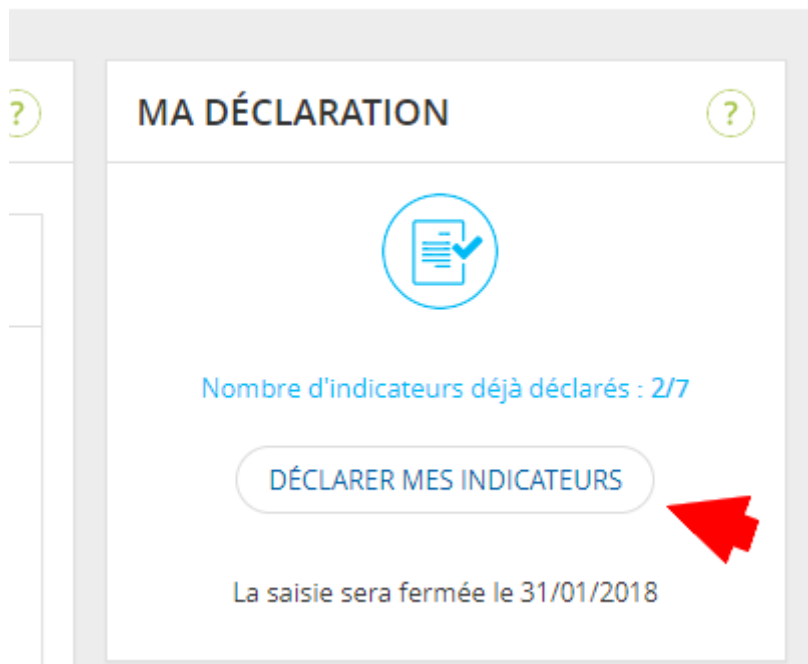 ?
MA DÉCLARATION
?
Nombre d'indicateurs déjà déclarés : 2/7
DÉCLARER MES INDICATEURS
La saisie sera fermée le 31/01/2018